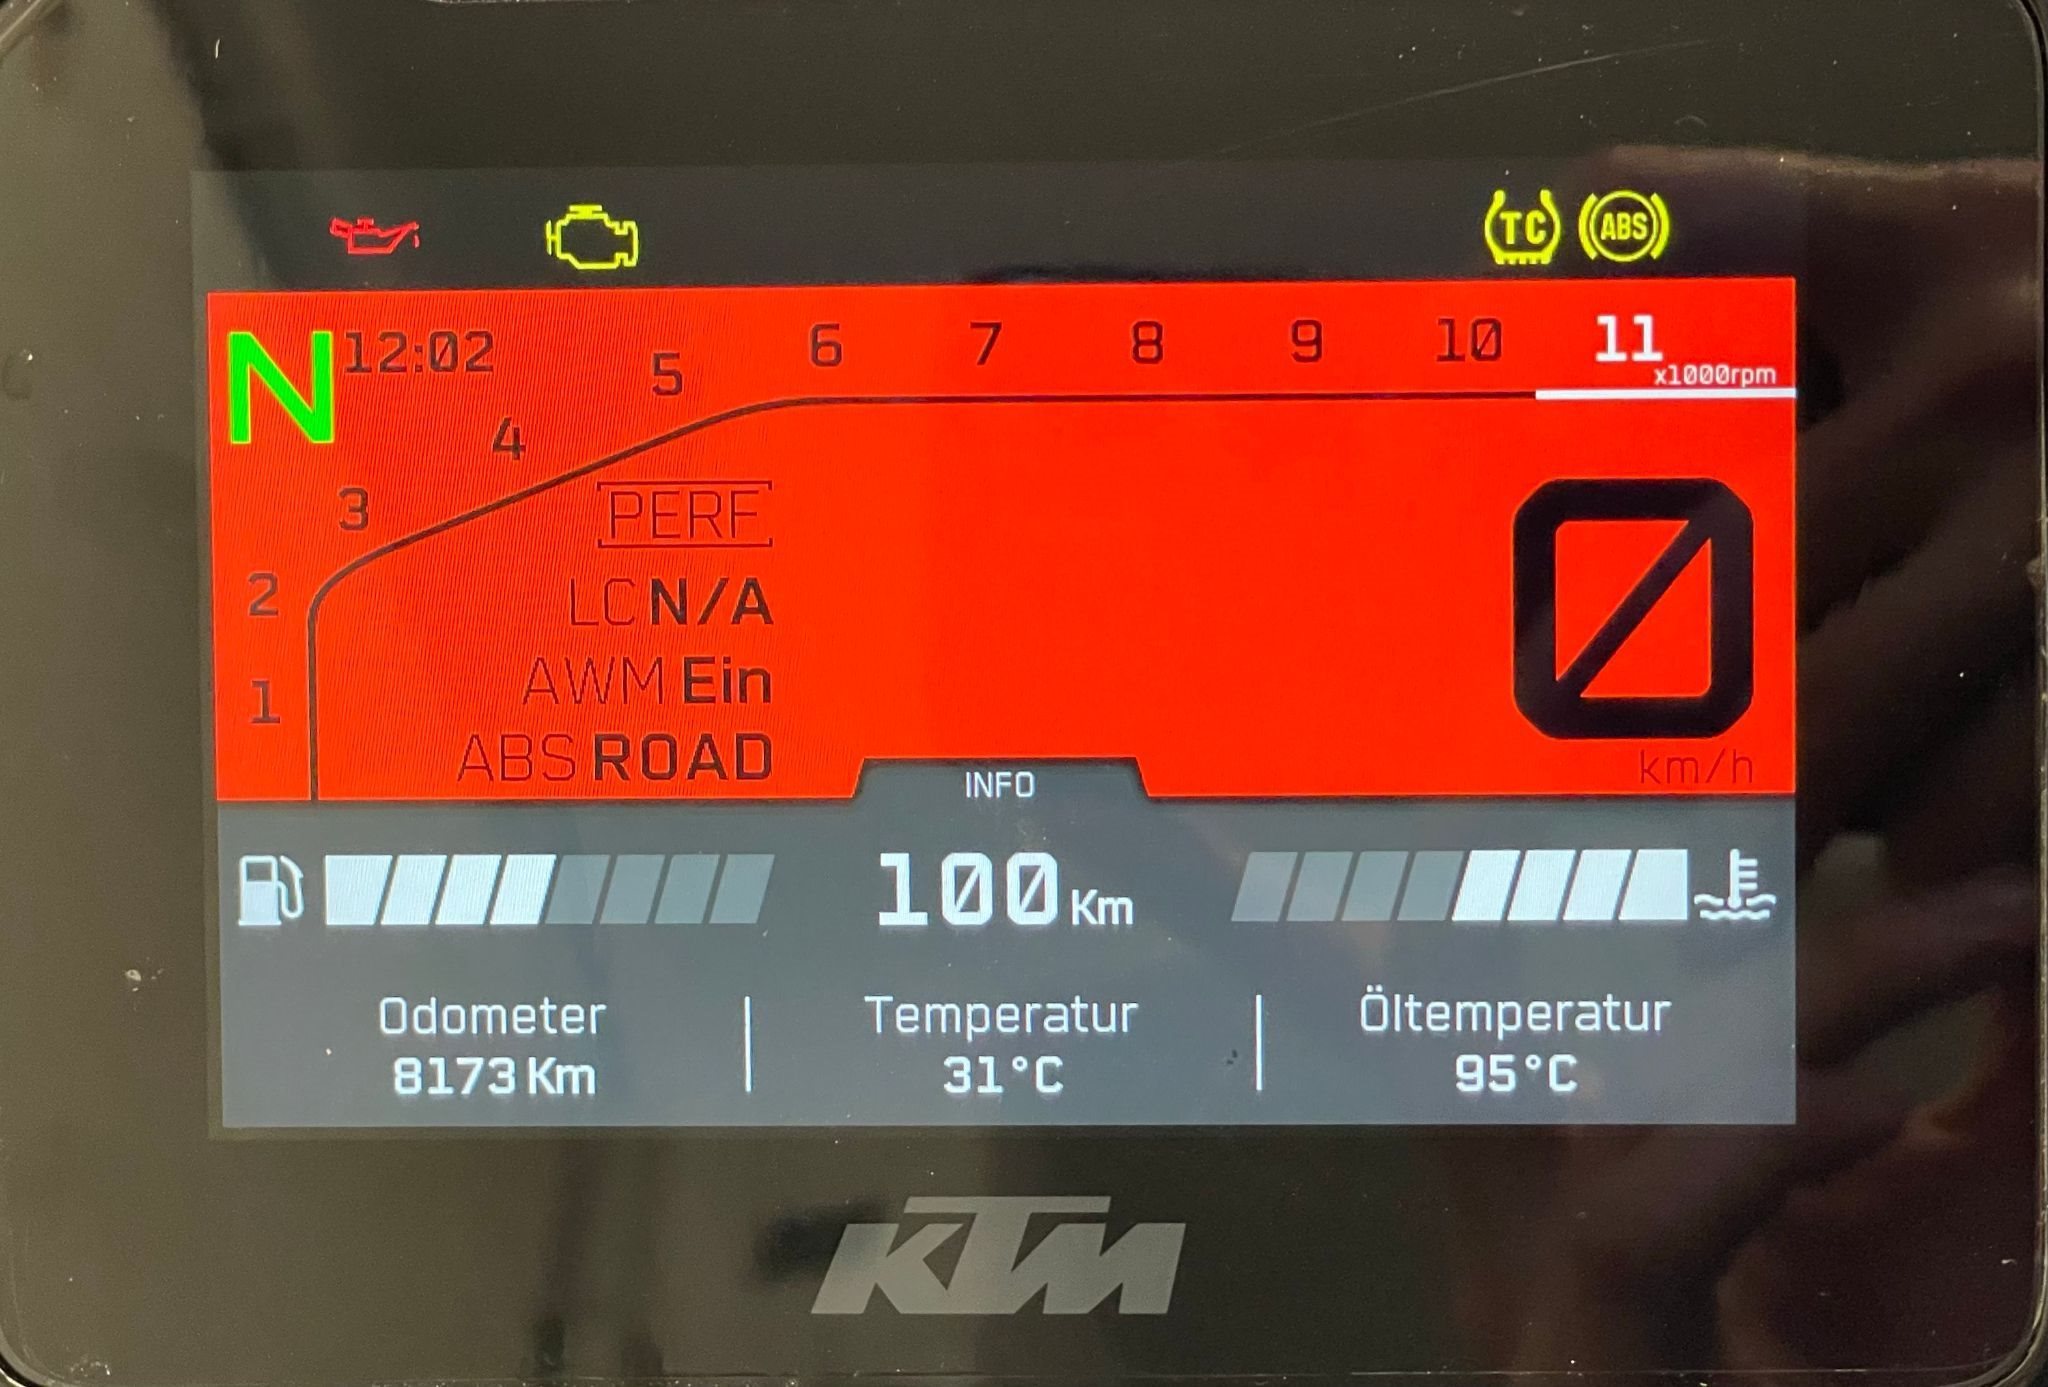 TC ABS
N 12:02
1 2 3 4 5 6 7 8 9 10 11
x1000rpm
PERF
LC N/A
AWM Ein
ABS ROAD
0
km/h
INFO
100 Km
Odometer
8173 Km
Temperatur
31°C
Öltemperatur
95°C
KTM